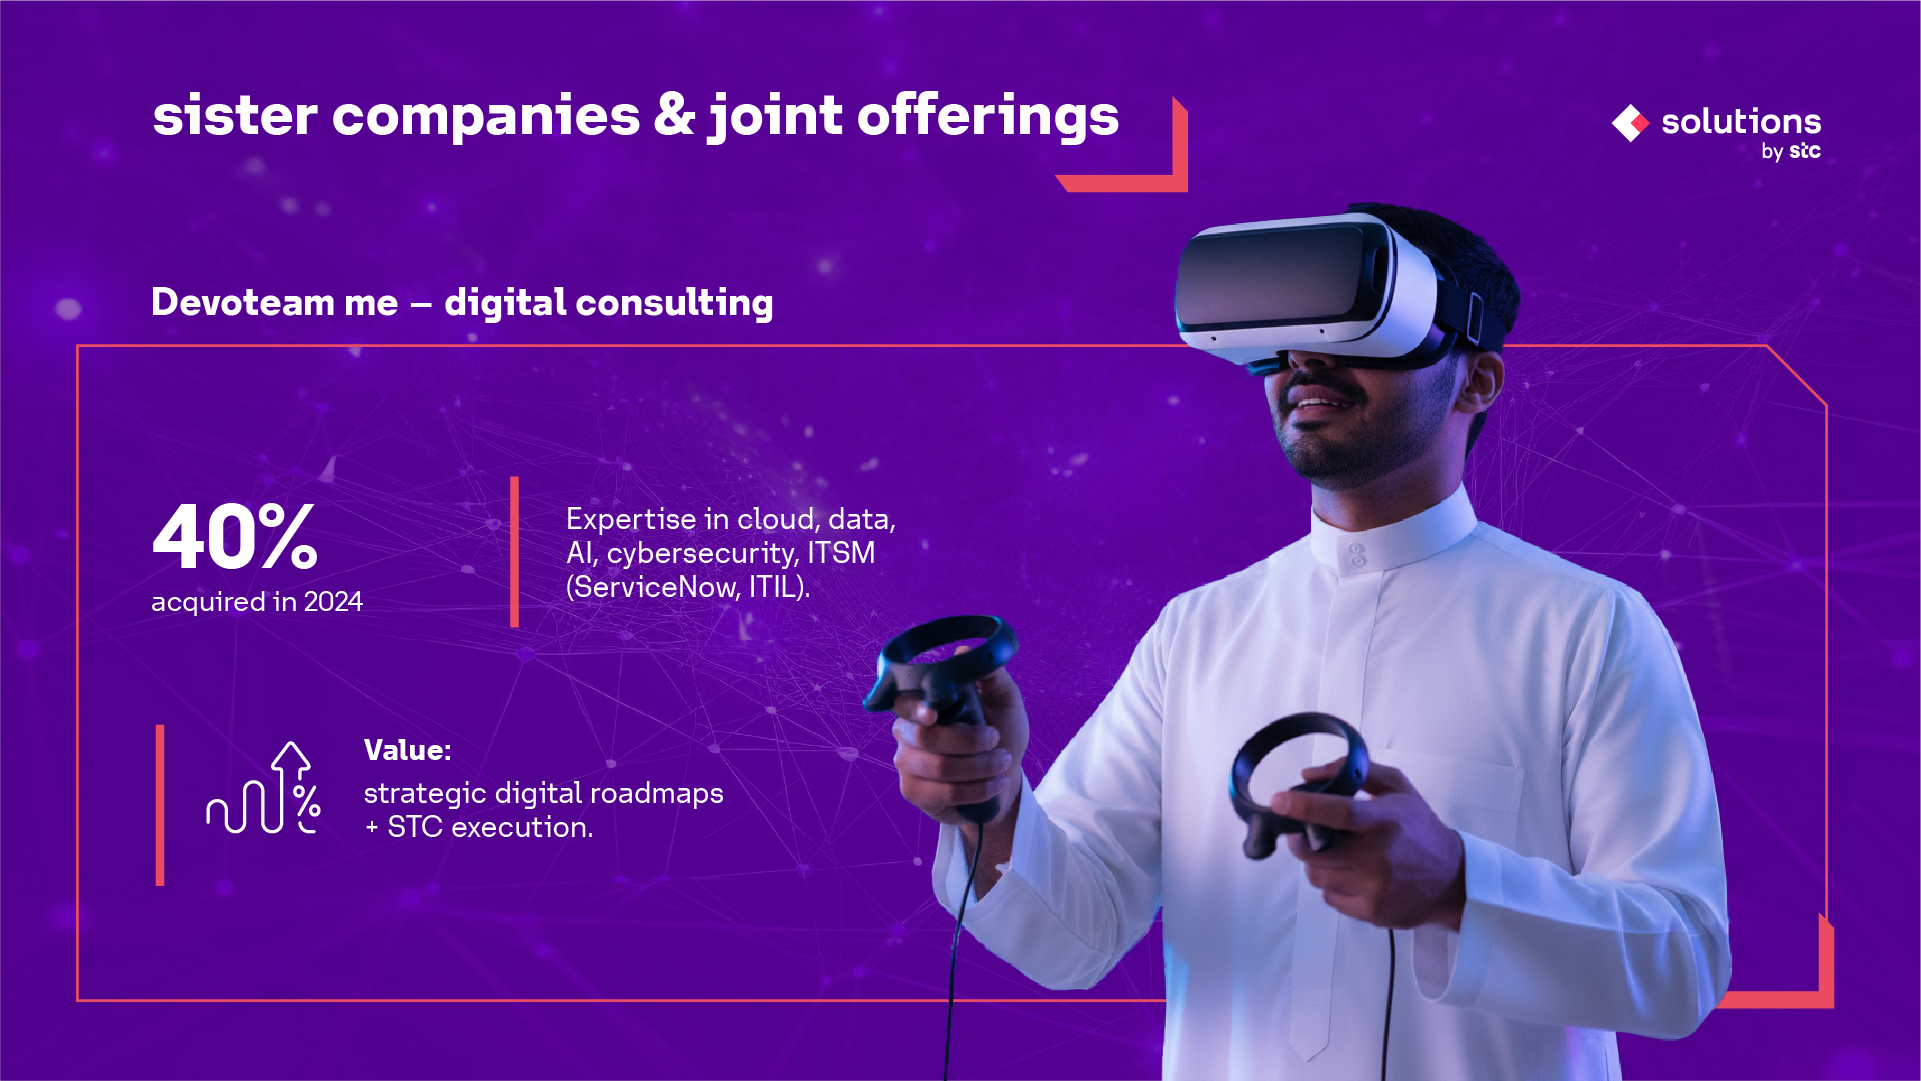 sister companies & joint offerings
solutions
by stc
Devoteam me – digital consulting
40%
acquired in 2024
Expertise in cloud, data,
AI, cybersecurity, ITSM
(ServiceNow, ITIL).
%
Value:
strategic digital roadmaps
+ STC execution.